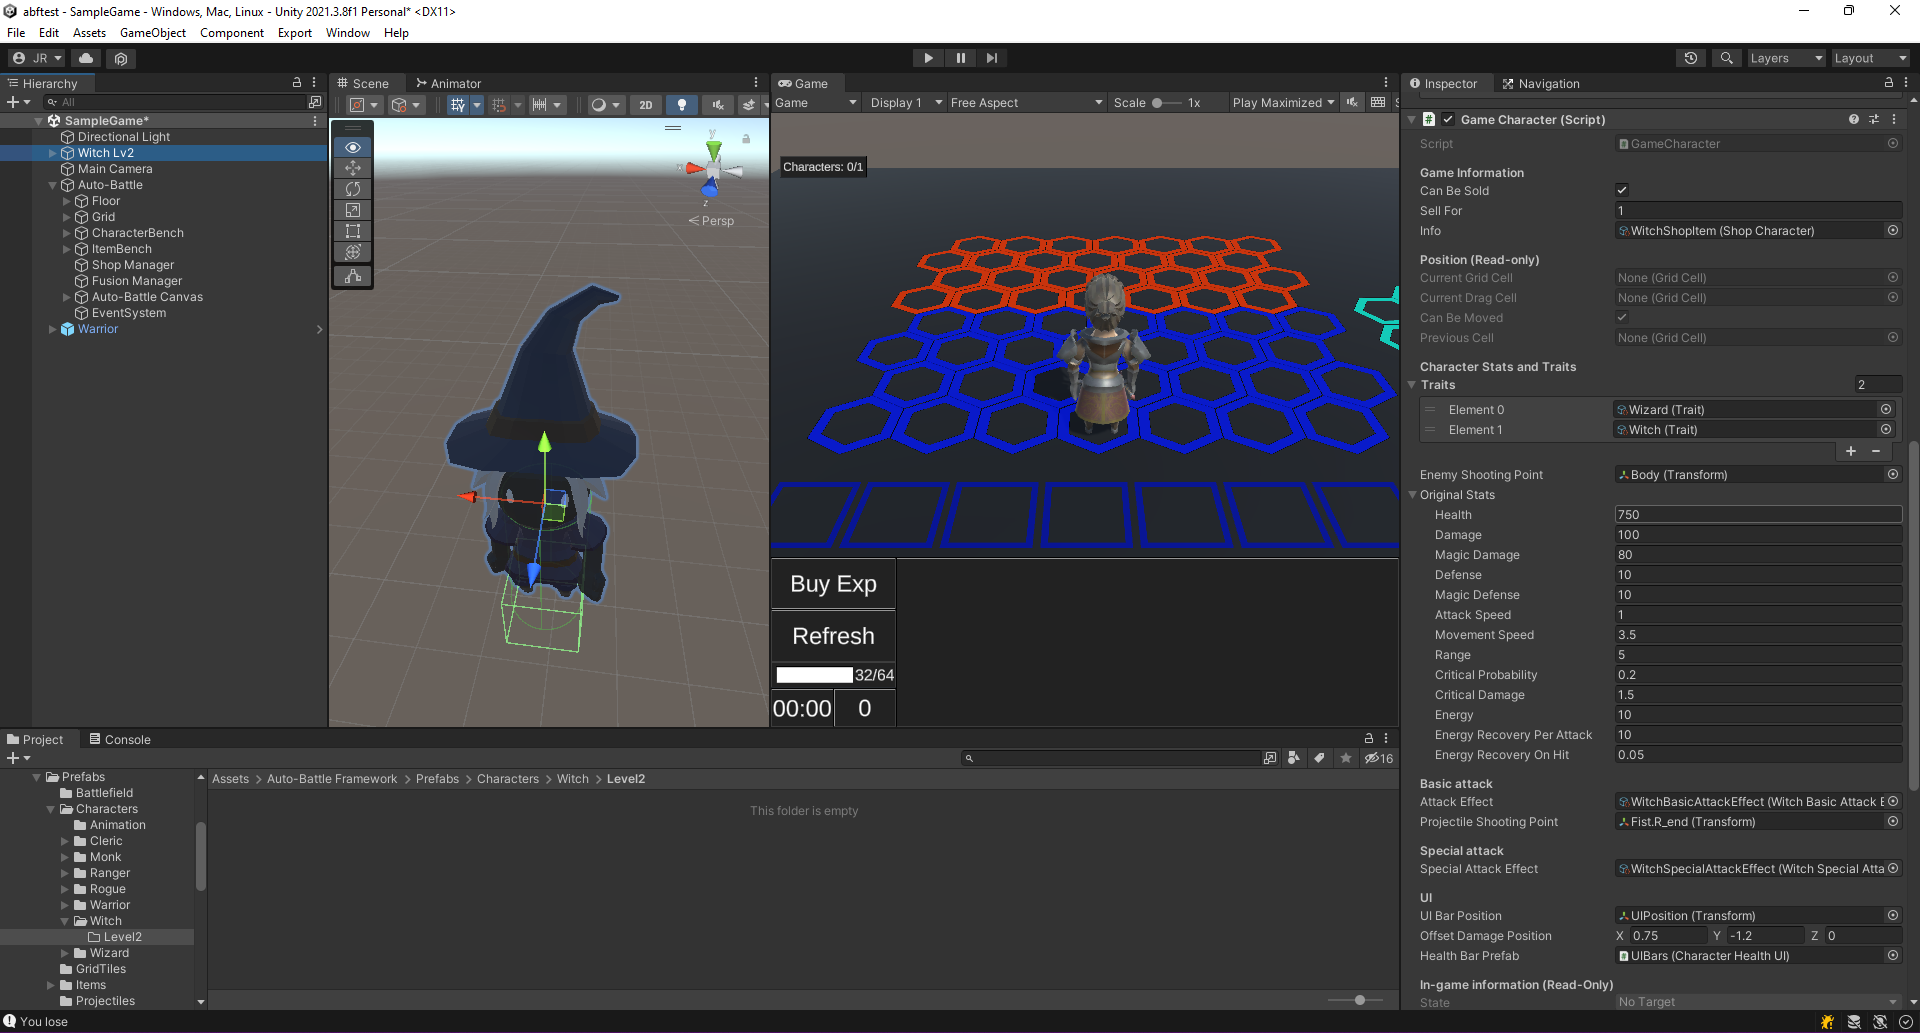 abftest - SampleGame - Windows, Mac, Linux - Unity 2021.3.8f1 Personal* <DX11>
File Edit Assets GameObject Component Export Window Help
JR
Layers
Layout
Hierarchy
All
SampleGame*
Directional Light
Witch Lv2
Main Camera
Auto-Battle
Floor
Grid
CharacterBench
ItemBench
Shop Manager
Fusion Manager
Auto-Battle Canvas
EventSystem
Warrior
Scene
Animator
2D
y
x
z
Persp
Game
Game Display 1 Free Aspect Scale 1x Play Maximized S
Characters: 0/1
Buy Exp
Refresh
32/64
00:00 0
Inspector
Navigation
Game Character (Script)
Script GameCharacter
Game Information
Can Be Sold
Sell For 1
Info WitchShopItem (Shop Character)
Position (Read-only)
Current Grid Cell None (Grid Cell)
Current Drag Cell None (Grid Cell)
Can Be Moved
Previous Cell None (Grid Cell)
Character Stats and Traits
Traits 2
Element 0 Wizard (Trait)
Element 1 Witch (Trait)
Enemy Shooting Point Body (Transform)
Original Stats
Health 750
Damage 100
Magic Damage 80
Defense 10
Magic Defense 10
Attack Speed 1
Movement Speed 3.5
Range 5
Critical Probability 0.2
Critical Damage 1.5
Energy 10
Energy Recovery Per Attack 10
Energy Recovery On Hit 0.05
Basic attack
Attack Effect WitchBasicAttackEffect (Witch Basic Attack E
Projectile Shooting Point Fist.R_end (Transform)
Special attack
Special Attack Effect WitchSpecialAttackEffect (Witch Special Atta
UI
UI Bar Position UIPosition (Transform)
Offset Damage Position X 0.75 Y -1.2 Z 0
Health Bar Prefab UIBars (Character Health UI)
In-game information (Read-Only)
State No Target
Project
Console
16
Prefabs
Battlefield
Characters
Animation
Cleric
Monk
Ranger
Rogue
Warrior
Witch
Level2
Wizard
GridTiles
Items
Projectiles
Assets > Auto-Battle Framework > Prefabs > Characters > Witch > Level2
This folder is empty
You lose